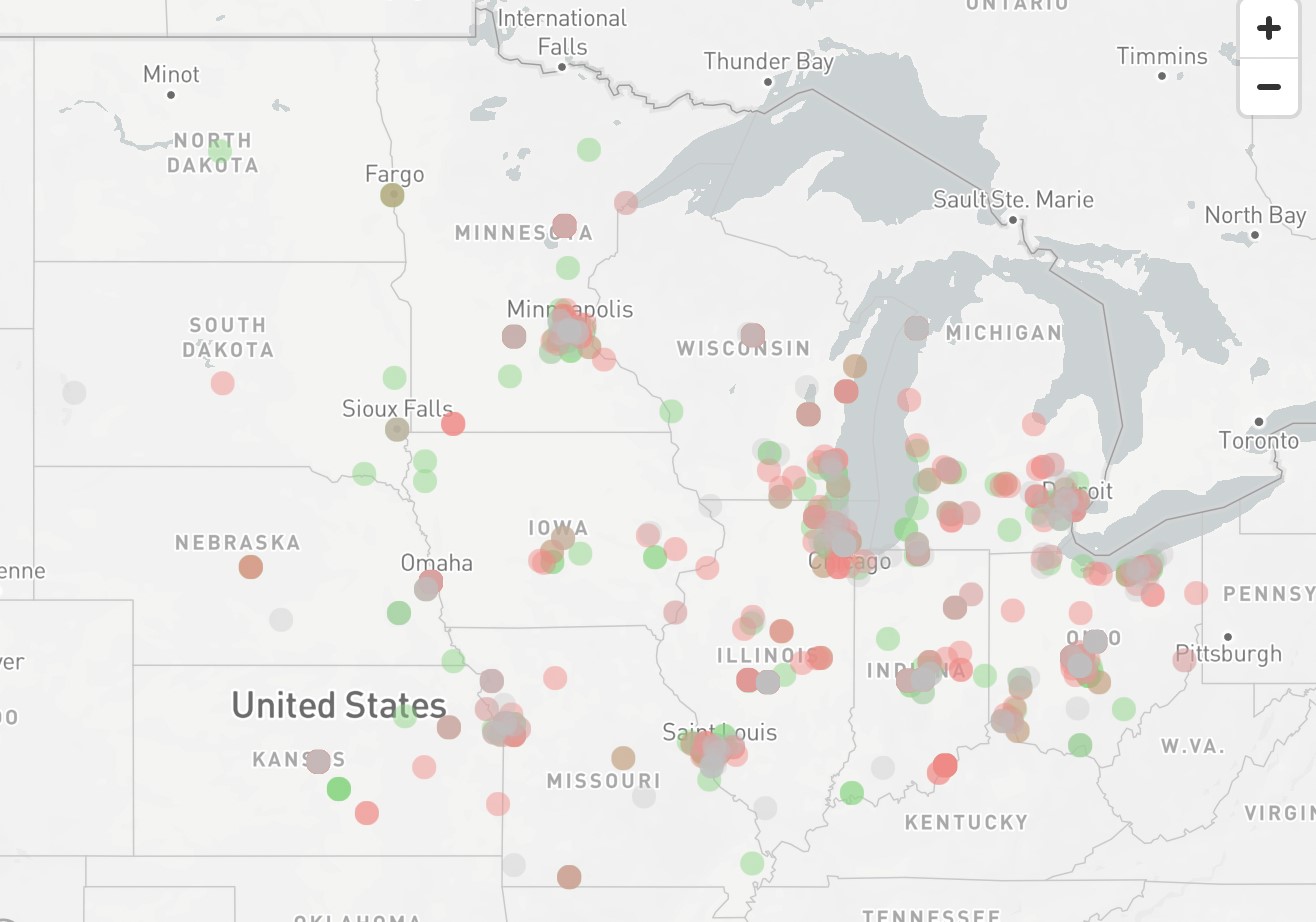 ONTARIO
International
Falls
Thunder Bay
Timmins
+
−
Minot
NORTH
DAKOTA
Fargo
Sault Ste. Marie
North Bay
MINNESOTA
Minneapolis
SOUTH
DAKOTA
WISCONSIN
MICHIGAN
Sioux Falls
Toronto
Detroit
IOWA
NEBRASKA
Omaha
Chicago
enne
PENNSY
OHIO
Pittsburgh
ILLINOIS
INDIANA
ver
United States
DO
Saint Louis
KANSAS
MISSOURI
W.VA.
KENTUCKY
VIRGIN
OKLAHOMA
TENNESSEE